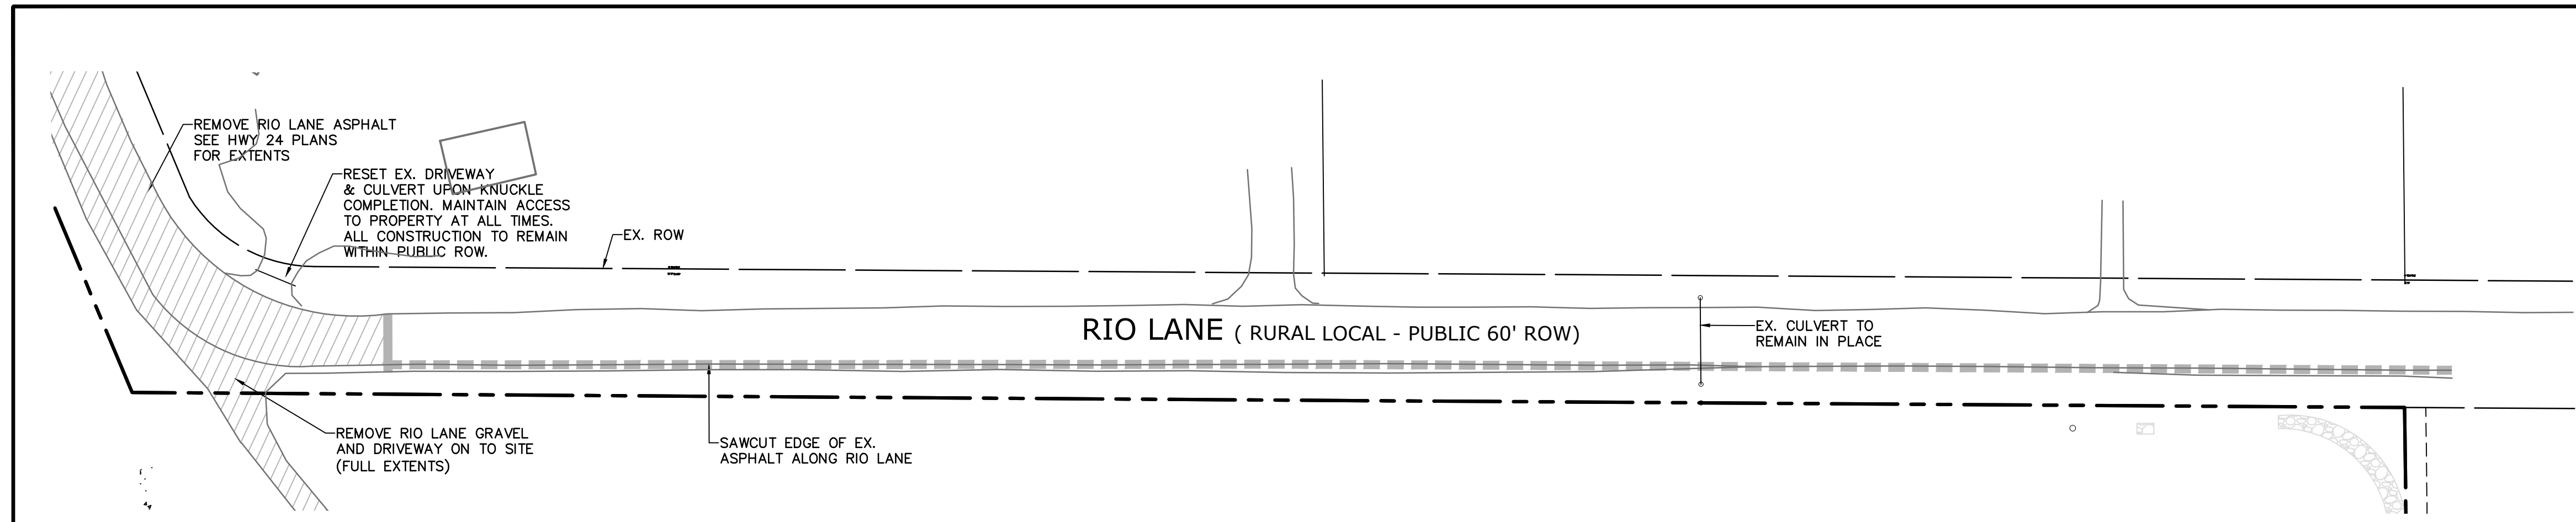 REMOVE RIO LANE ASPHALT
SEE HWY 24 PLANS
FOR EXTENTS
RESET EX. DRIVEWAY
& CULVERT UPON KNUCKLE
COMPLETION. MAINTAIN ACCESS
TO PROPERTY AT ALL TIMES.
ALL CONSTRUCTION TO REMAIN
WITHIN PUBLIC ROW.
EX. ROW
RIO LANE ( RURAL LOCAL - PUBLIC 60' ROW)
EX. CULVERT TO
REMAIN IN PLACE
REMOVE RIO LANE GRAVEL
AND DRIVEWAY ON TO SITE
(FULL EXTENTS)
SAWCUT EDGE OF EX.
ASPHALT ALONG RIO LANE